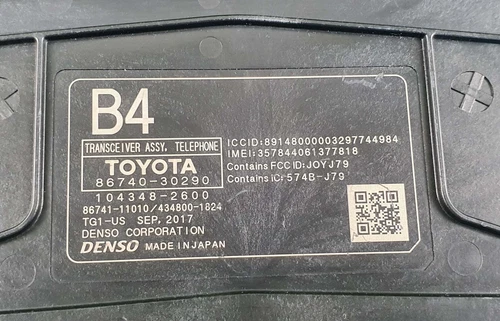 B4
TRANSCEIVER ASSY, TELEPHONE
TOYOTA
86740-30290
104348-2600
86741-11010/434800-1824
TG1-US SEP, 2017
DENSO CORPORATION
DENSO MADE IN JAPAN
ICCID:89148000003297744984
IMEI:357844061377818
Contains FCC ID:JOYJ79
Contains IC:574B-J79